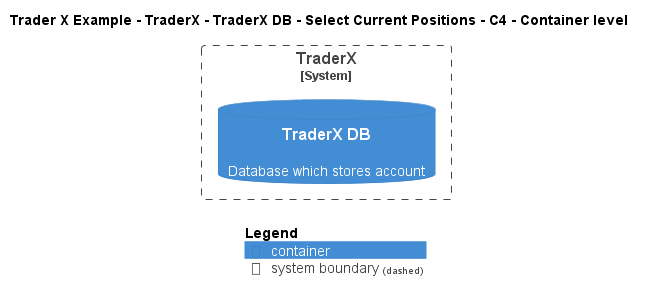 Trader X Example - TraderX - TraderX DB - Select Current Positions - C4 - Container level
TraderX
[System]
TraderX DB
Database which stores account
Legend
container
system boundary (dashed)